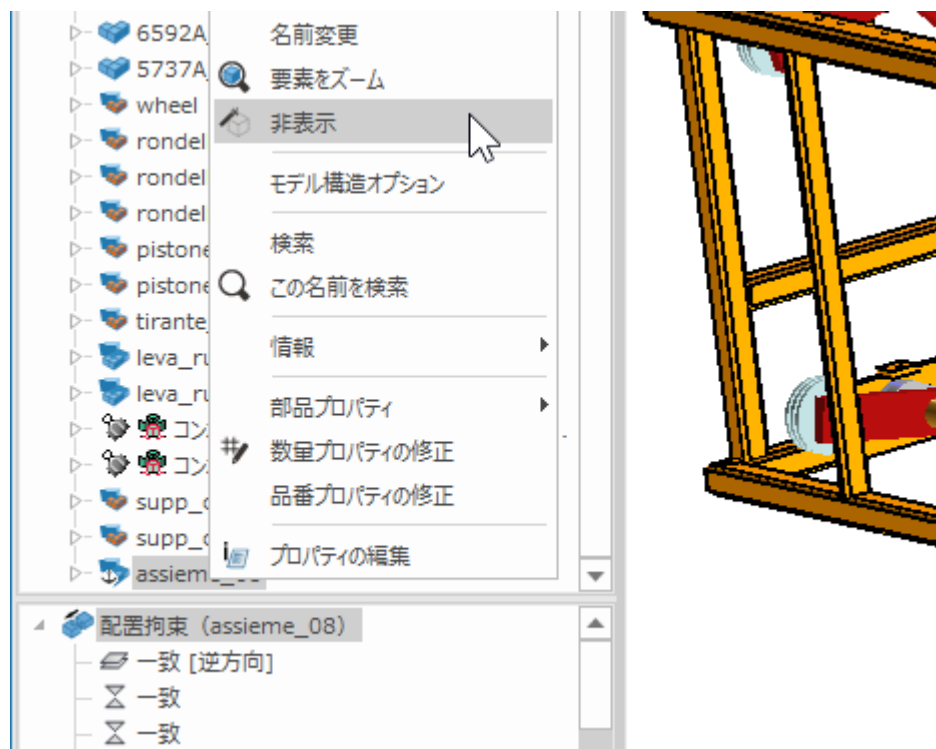 6592A
名前変更
5737A
要素をズーム
wheel
非表示
rondel
rondel
モデル構造オプション
rondel
pistone
検索
pistone
この名前を検索
tirante_
leva_ru
情報
leva_ru
部品プロパティ
コン
数量プロパティの修正
コン
supp_c
品番プロパティの修正
supp_c
プロパティの編集
assieme_08
配置拘束（assieme_08）
一致 [逆方向]
一致
一致